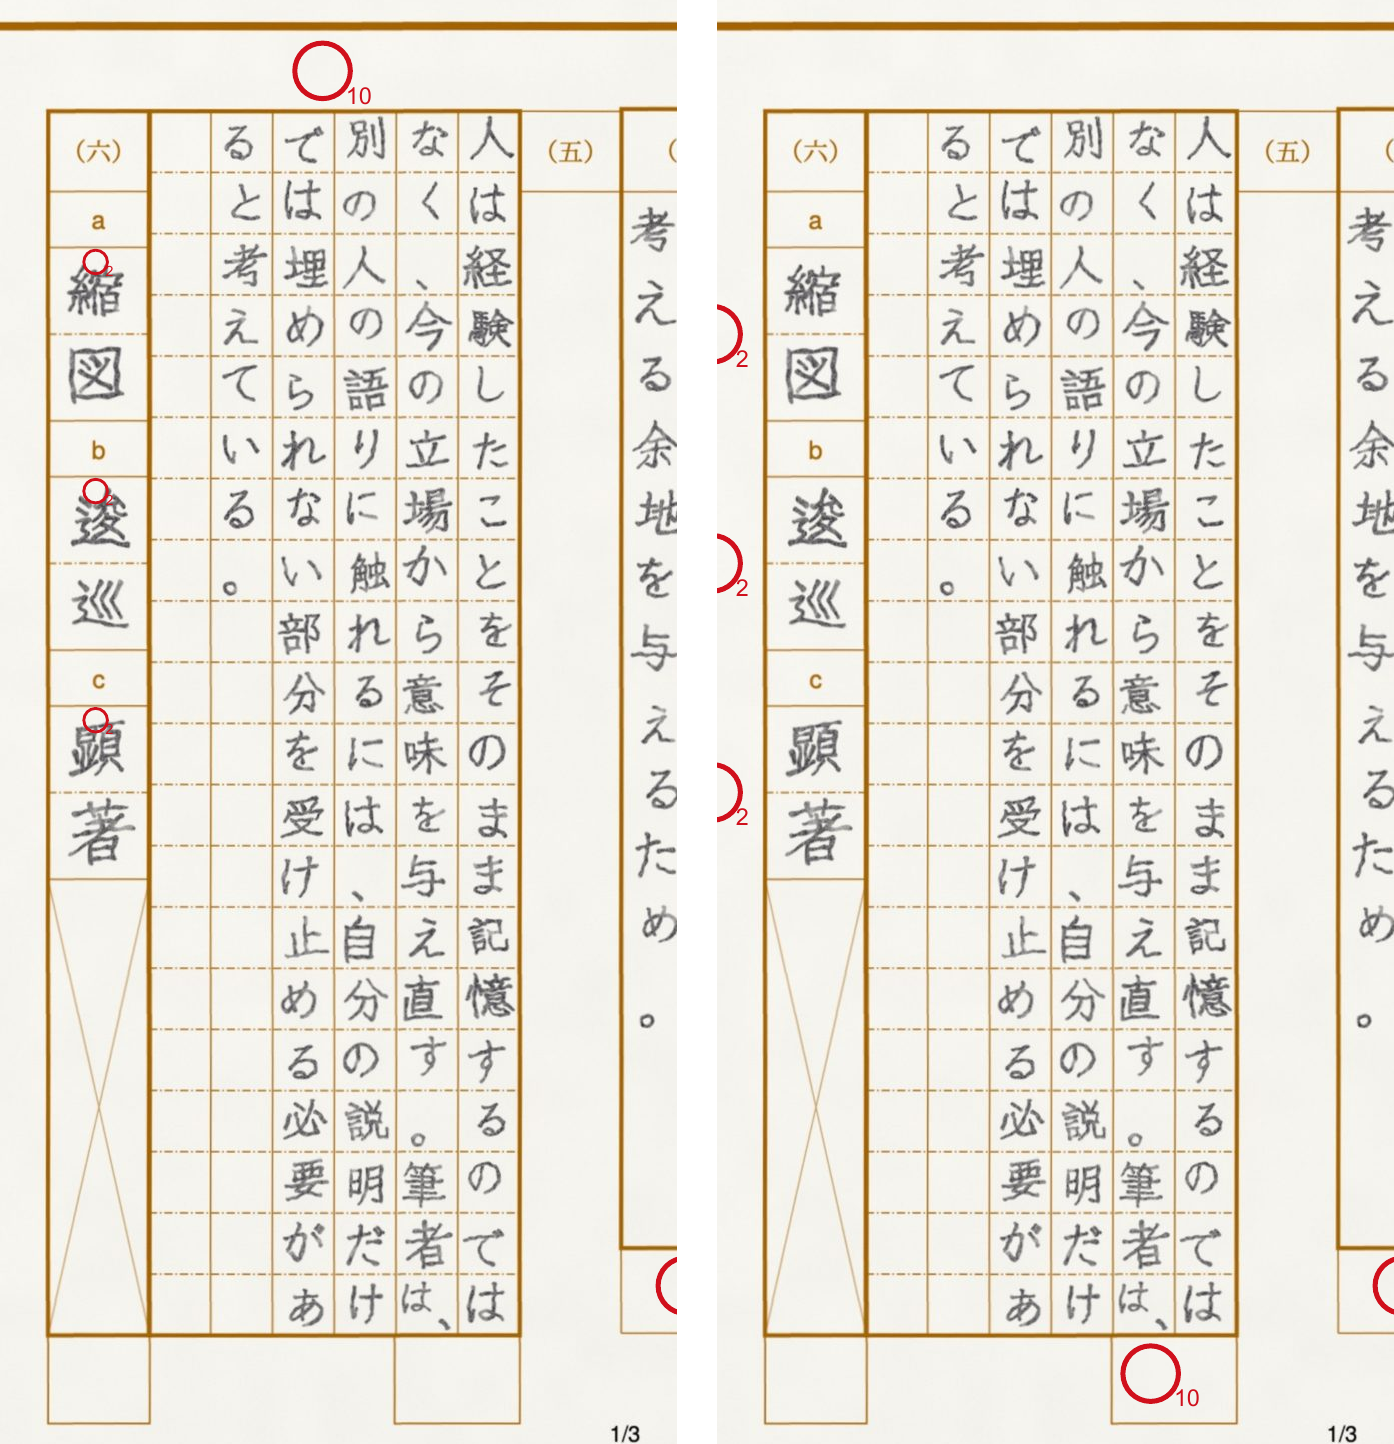 考える余地を与えるため。
（五）
人は経験したことをそのまま記憶するのでは
なく、今の立場から意味を与え直す。筆者は、
別の人の語りに触れるには、自分の説明だけ
では埋められない部分を受け止める必要があ
ると考えている。
10
（六）
a
縮図
2
b
逡巡
2
c
顕著
2
1/3
考える余地を与えるため。
（五）
人は経験したことをそのまま記憶するのでは
なく、今の立場から意味を与え直す。筆者は、
別の人の語りに触れるには、自分の説明だけ
では埋められない部分を受け止める必要があ
ると考えている。
10
（六）
a
縮図
2
b
逡巡
2
c
顕著
2
1/3